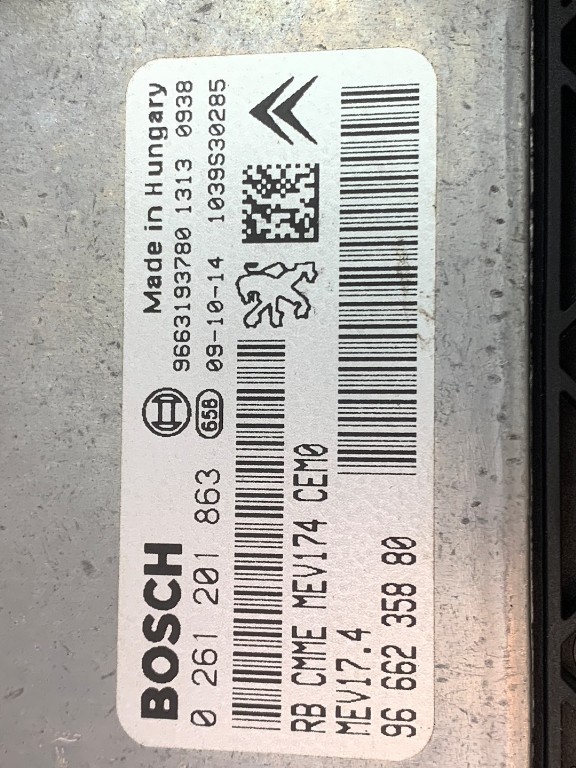 BOSCH
Made in Hungary
0 261 201 863
658
9663193780 1313 0938
09-10-14 1039S30285
RB CMME MEV174 CEM0
MEV17.4
96 662 358 80